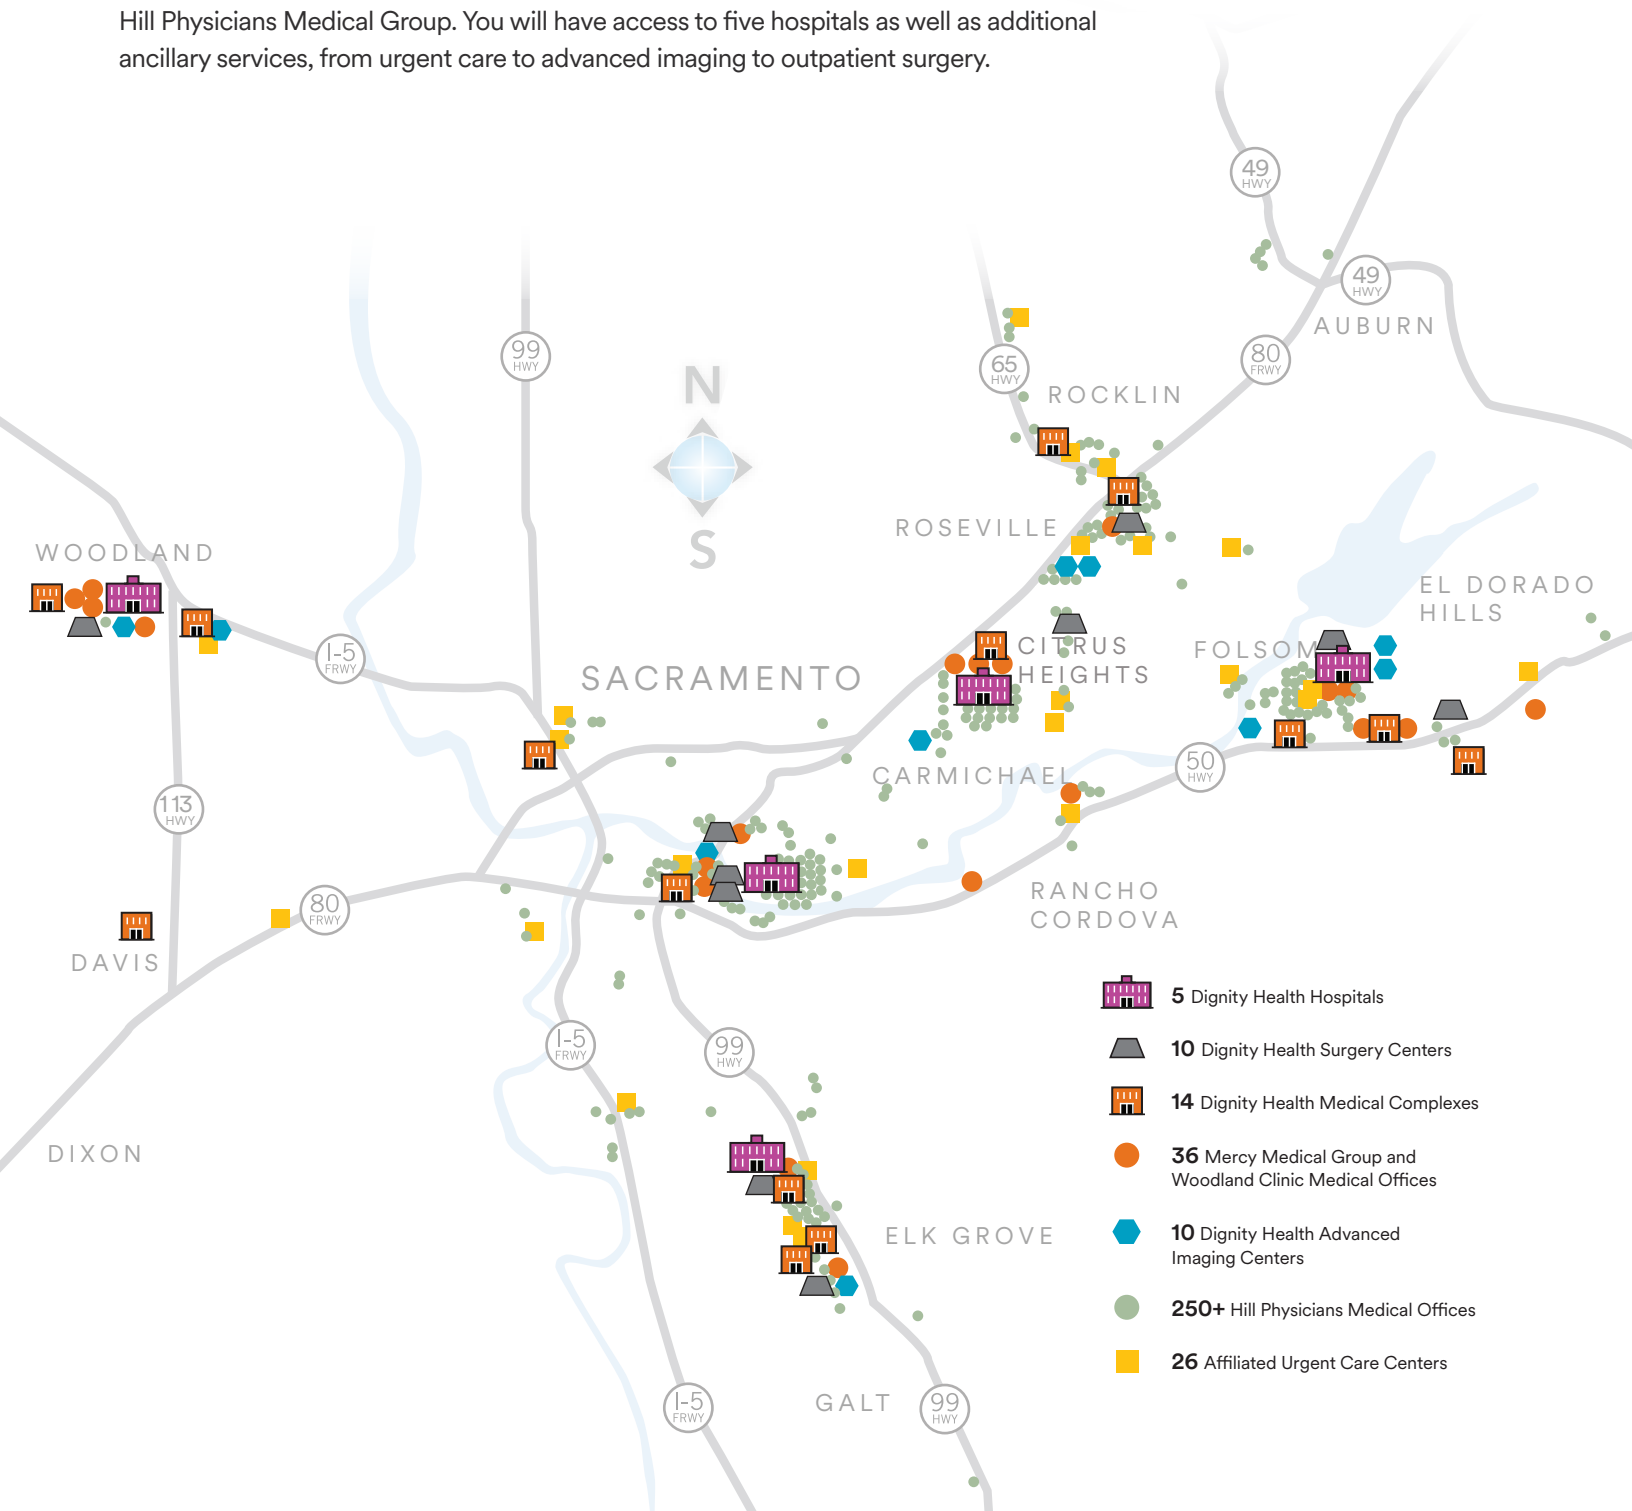 Hill Physicians Medical Group. You will have access to five hospitals as well as additional
ancillary services, from urgent care to advanced imaging to outpatient surgery.
49
HWY
49
HWY
AUBURN
99
HWY
65
HWY
80
FRWY
N
S
ROCKLIN
ROSEVILLE
WOODLAND
EL DORADO
HILLS
I-5
FRWY
SACRAMENTO
CITRUS
HEIGHTS
FOLSOM
CARMICHAEL
50
HWY
113
HWY
80
FRWY
RANCHO
CORDOVA
DAVIS
I-5
FRWY
99
HWY
DIXON
ELK GROVE
GALT
I-5
FRWY
99
HWY
5 Dignity Health Hospitals
10 Dignity Health Surgery Centers
14 Dignity Health Medical Complexes
36 Mercy Medical Group and
Woodland Clinic Medical Offices
10 Dignity Health Advanced
Imaging Centers
250+ Hill Physicians Medical Offices
26 Affiliated Urgent Care Centers